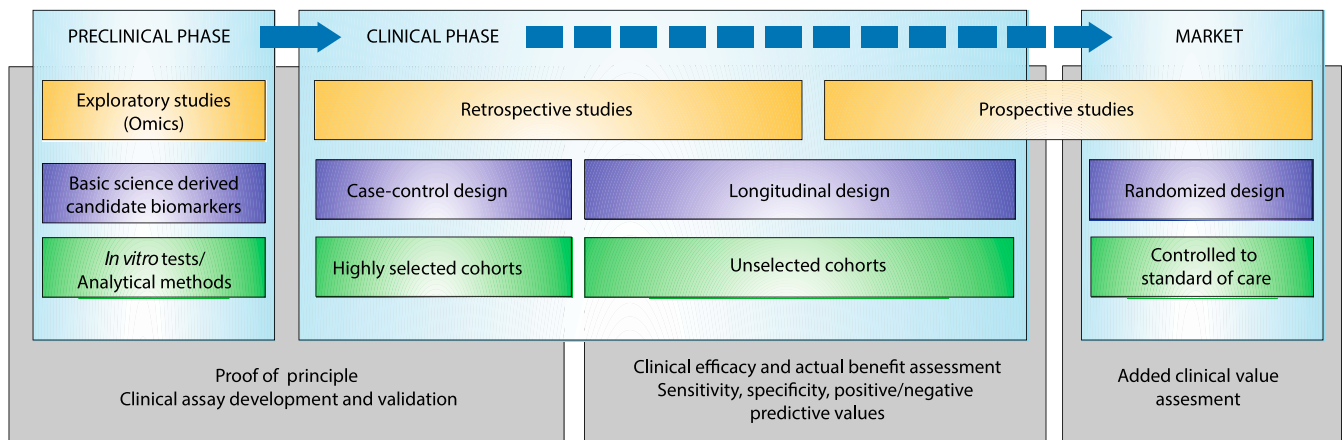 PRECLINICAL PHASE
CLINICAL PHASE
MARKET
Exploratory studies
(Omics)
Retrospective studies
Prospective studies
Basic science derived
candidate biomarkers
Case-control design
Longitudinal design
Randomized design
In vitro tests/
Analytical methods
Highly selected cohorts
Unselected cohorts
Controlled to
standard of care
Proof of principle
Clinical assay development and validation
Clinical efficacy and actual benefit assessment
Sensitivity, specificity, positive/negative
predictive values
Added clinical value
assesment